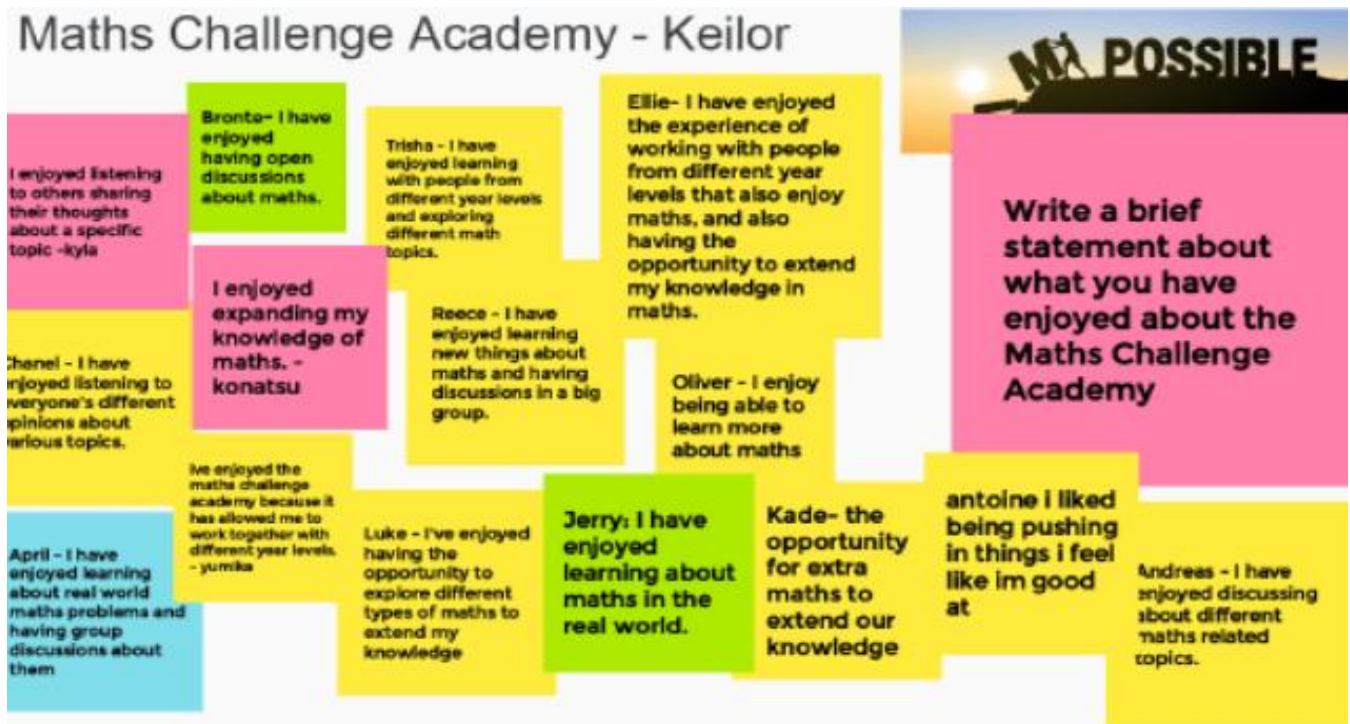 Maths Challenge Academy - Keilor
IM POSSIBLE
I enjoyed listening
to others sharing
their thoughts
about a specific
topic -kyla
Bronte- I have
enjoyed
having open
discussions
about maths.
Trisha - I have
enjoyed learning
with people from
different year levels
and exploring
different math
topics.
Ellie- I have enjoyed
the experience of
working with people
from different year
levels that also enjoy
maths, and also
having the
opportunity to extend
my knowledge in
maths.
Write a brief
statement about
what you have
enjoyed about the
Maths Challenge
Academy
I enjoyed
expanding my
knowledge of
maths. -
konatsu
Reece - I have
enjoyed learning
new things about
maths and having
discussions in a big
group.
Chanel - I have
enjoyed listening to
everyone's different
opinions about
various topics.
Oliver - I enjoy
being able to
learn more
about maths
Ive enjoyed the
maths challenge
academy because it
has allowed me to
work together with
different year levels.
- yumika
Luke - I've enjoyed
having the
opportunity to
explore different
types of maths to
extend my
knowledge
Jerry: I have
enjoyed
learning about
maths in the
real world.
Kade- the
opportunity
for extra
maths to
extend our
knowledge
antoine i liked
being pushing
in things i feel
like im good
at
April - I have
enjoyed learning
about real world
maths problems and
having group
discussions about
them
Andreas - I have
enjoyed discussing
about different
maths related
topics.